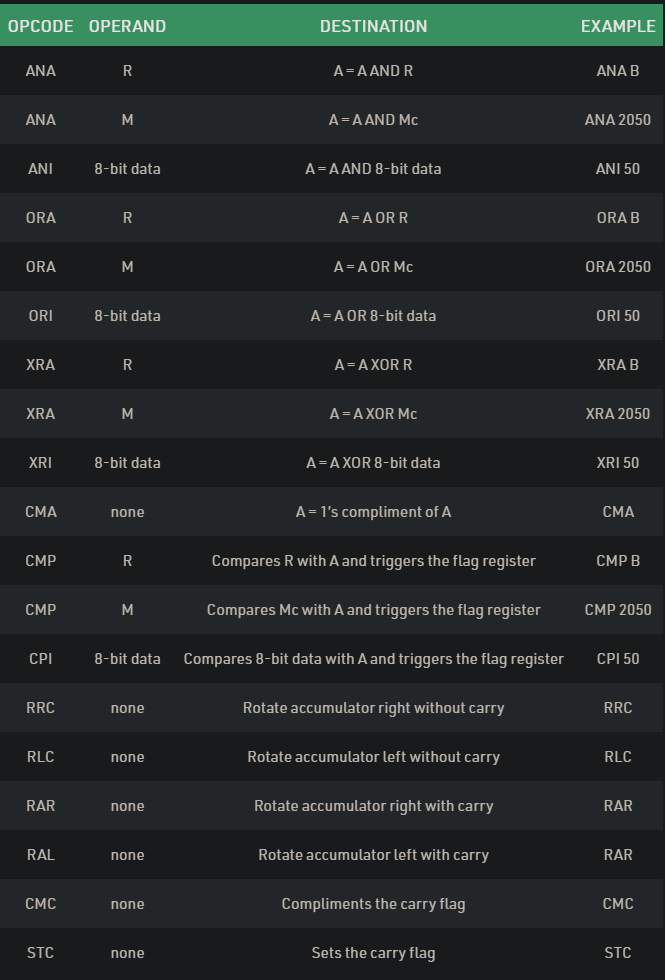 OPCODE OPERAND DESTINATION EXAMPLE
ANA R A = A AND R ANA B
ANA M A = A AND Mc ANA 2050
ANI 8-bit data A = A AND 8-bit data ANI 50
ORA R A = A OR R ORA B
ORA M A = A OR Mc ORA 2050
ORI 8-bit data A = A OR 8-bit data ORI 50
XRA R A = A XOR R XRA B
XRA M A = A XOR Mc XRA 2050
XRI 8-bit data A = A XOR 8-bit data XRI 50
CMA none A = 1's compliment of A CMA
CMP R Compares R with A and triggers the flag register CMP B
CMP M Compares Mc with A and triggers the flag register CMP 2050
CPI 8-bit data Compares 8-bit data with A and triggers the flag register CPI 50
RRC none Rotate accumulator right without carry RRC
RLC none Rotate accumulator left without carry RLC
RAR none Rotate accumulator right with carry RAR
RAL none Rotate accumulator left with carry RAR
CMC none Compliments the carry flag CMC
STC none Sets the carry flag STC